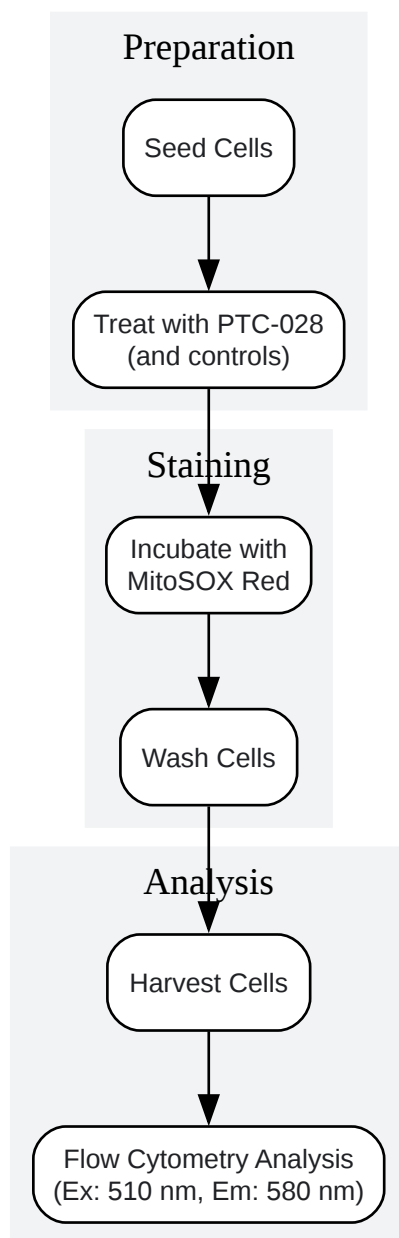 Preparation
Seed Cells
Treat with PTC-028
(and controls)
Staining
Incubate with
MitoSOX Red
Wash Cells
Analysis
Harvest Cells
Flow Cytometry Analysis
(Ex: 510 nm, Em: 580 nm)